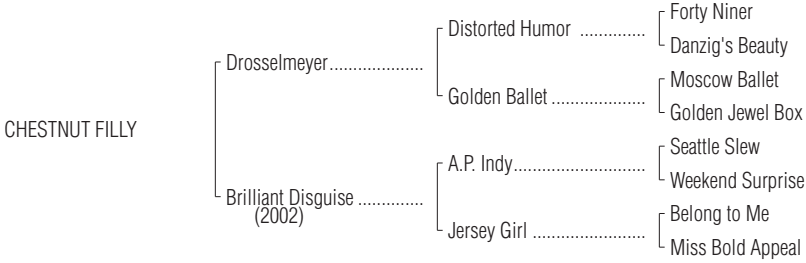 Forty Niner
Distorted Humor ..............
Danzig's Beauty
Drosselmeyer....................
Moscow Ballet
Golden Ballet ....................
Golden Jewel Box
CHESTNUT FILLY
Seattle Slew
A.P. Indy............................
Weekend Surprise
Brilliant Disguise ..............
(2002)
Belong to Me
Jersey Girl ........................
Miss Bold Appeal